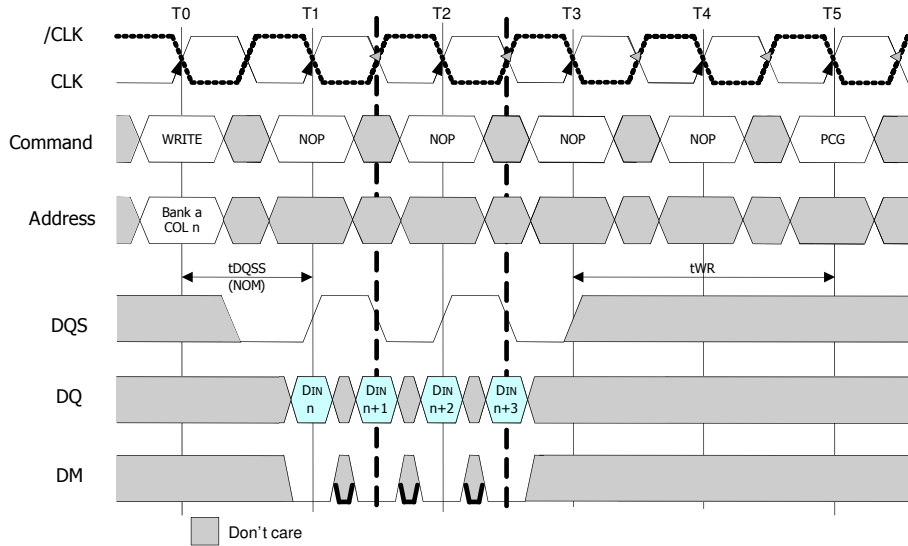 T0 T1 T2 T3 T4 T5
/CLK
CLK
Command WRITE NOP NOP NOP NOP PCG
Address Bank a
COL n
tDQSS
(NOM)
tWR
DQS
DQ DIN
n DIN
n+1 DIN
n+2 DIN
n+3
DM
Don't care